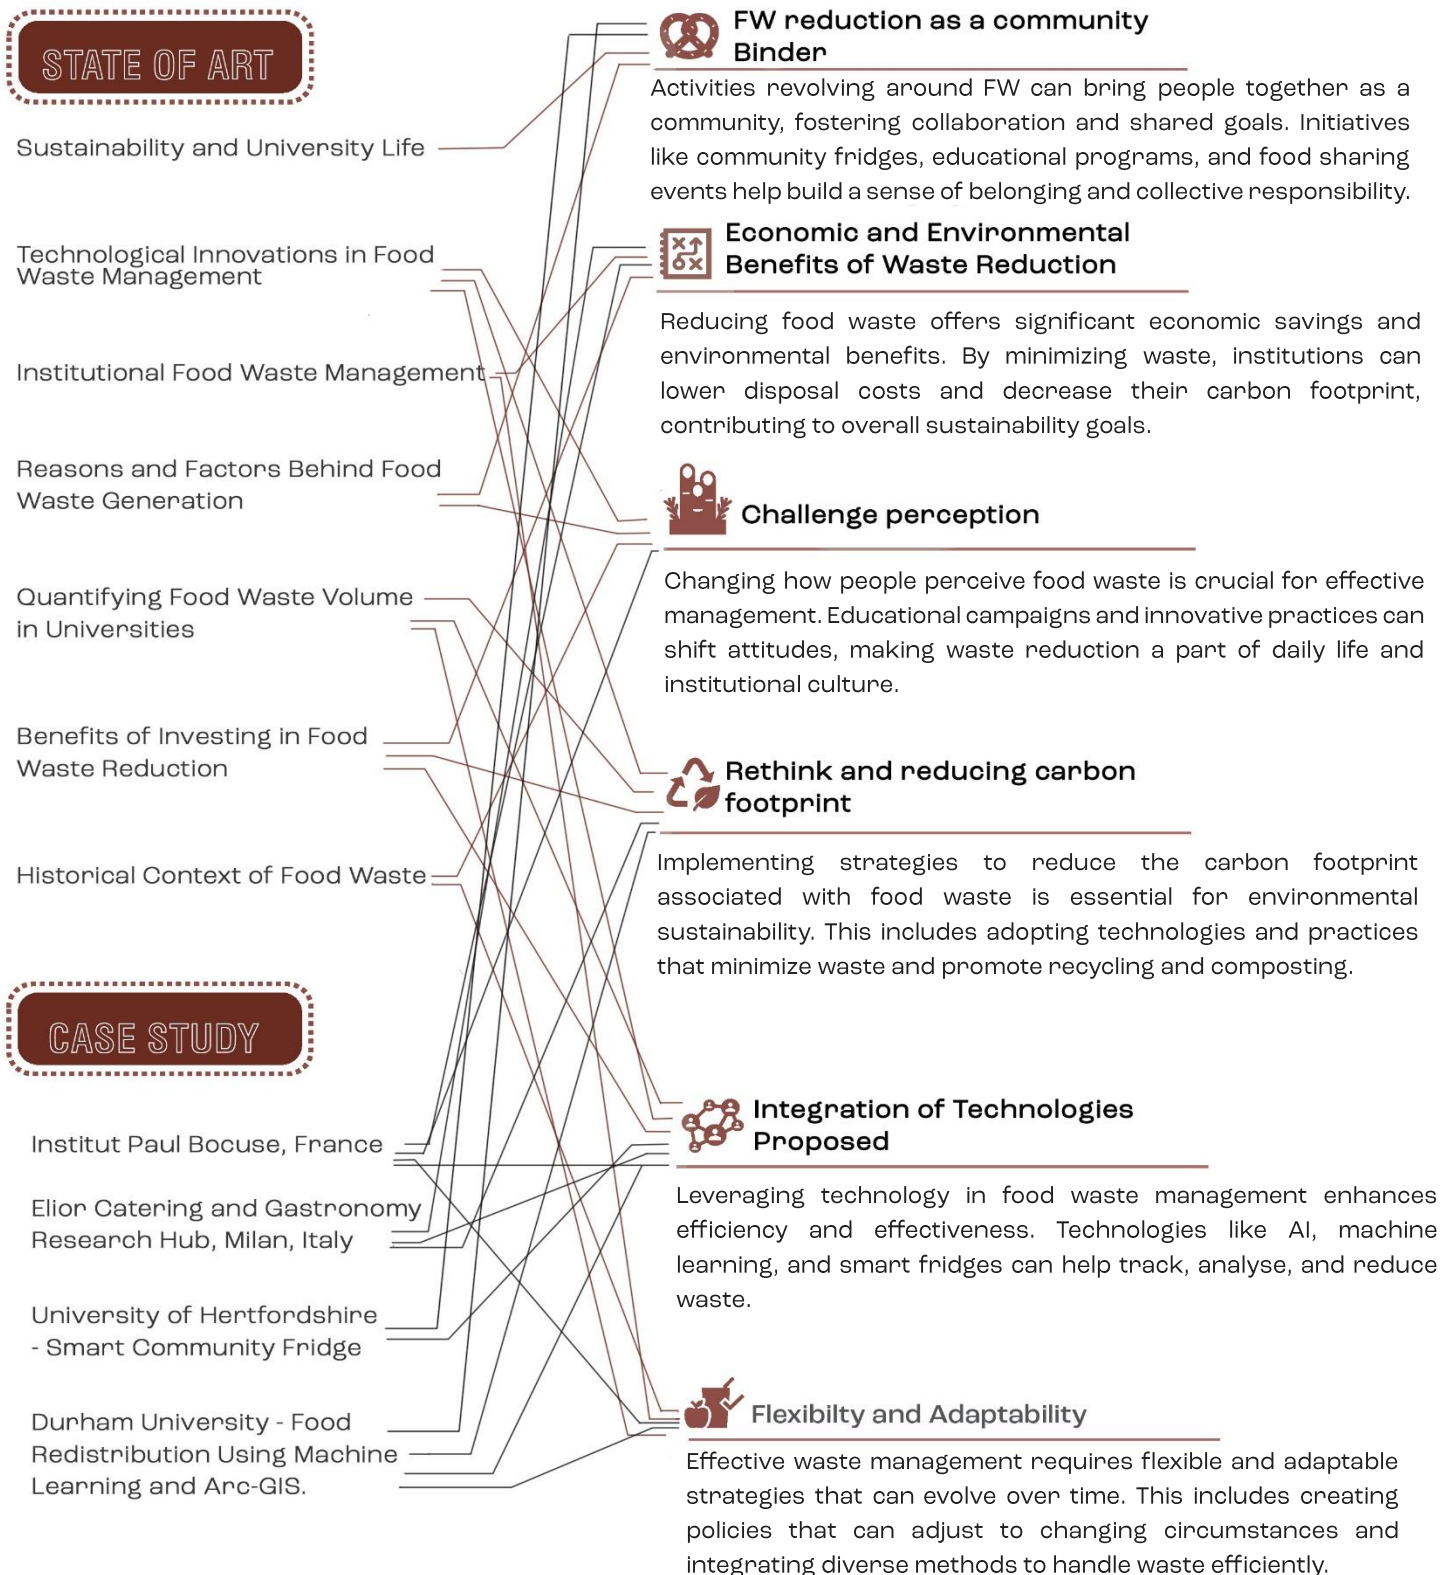 STATE OF ART
Sustainability and University Life
Technological Innovations in Food
Waste Management
Institutional Food Waste Management
Reasons and Factors Behind Food
Waste Generation
Quantifying Food Waste Volume
in Universities
Benefits of Investing in Food
Waste Reduction
Historical Context of Food Waste
CASE STUDY
Institut Paul Bocuse, France
Elior Catering and Gastronomy
Research Hub, Milan, Italy
University of Hertfordshire
- Smart Community Fridge
Durham University - Food
Redistribution Using Machine
Learning and Arc-GIS.
FW reduction as a community
Binder
Activities revolving around FW can bring people together as a
community, fostering collaboration and shared goals. Initiatives
like community fridges, educational programs, and food sharing
events help build a sense of belonging and collective responsibility.
Economic and Environmental
Benefits of Waste Reduction
Reducing food waste offers significant economic savings and
environmental benefits. By minimizing waste, institutions can
lower disposal costs and decrease their carbon footprint,
contributing to overall sustainability goals.
Challenge perception
Changing how people perceive food waste is crucial for effective
management. Educational campaigns and innovative practices can
shift attitudes, making waste reduction a part of daily life and
institutional culture.
Rethink and reducing carbon
footprint
Implementing strategies to reduce the carbon footprint
associated with food waste is essential for environmental
sustainability. This includes adopting technologies and practices
that minimize waste and promote recycling and composting.
Integration of Technologies
Proposed
Leveraging technology in food waste management enhances
efficiency and effectiveness. Technologies like AI, machine
learning, and smart fridges can help track, analyse, and reduce
waste.
Flexibilty and Adaptability
Effective waste management requires flexible and adaptable
strategies that can evolve over time. This includes creating
policies that can adjust to changing circumstances and
integrating diverse methods to handle waste efficiently.